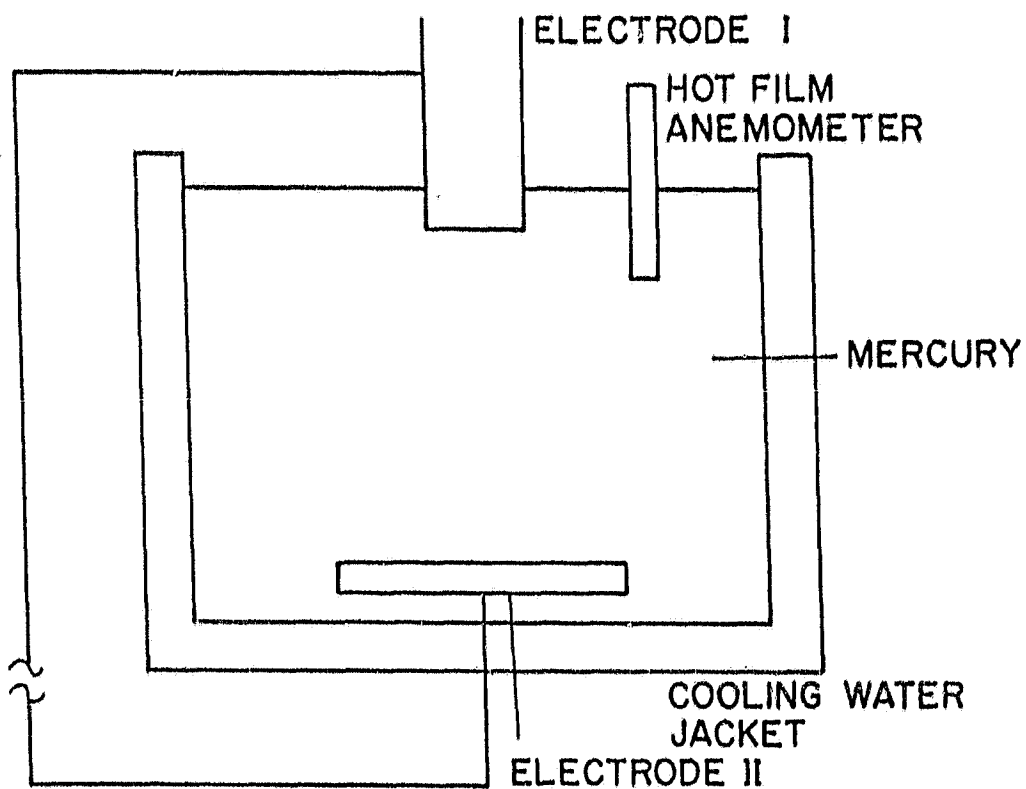 ELECTRODE I
HOT FILM
ANEMOMETER
MERCURY
COOLING WATER
JACKET
ELECTRODE II